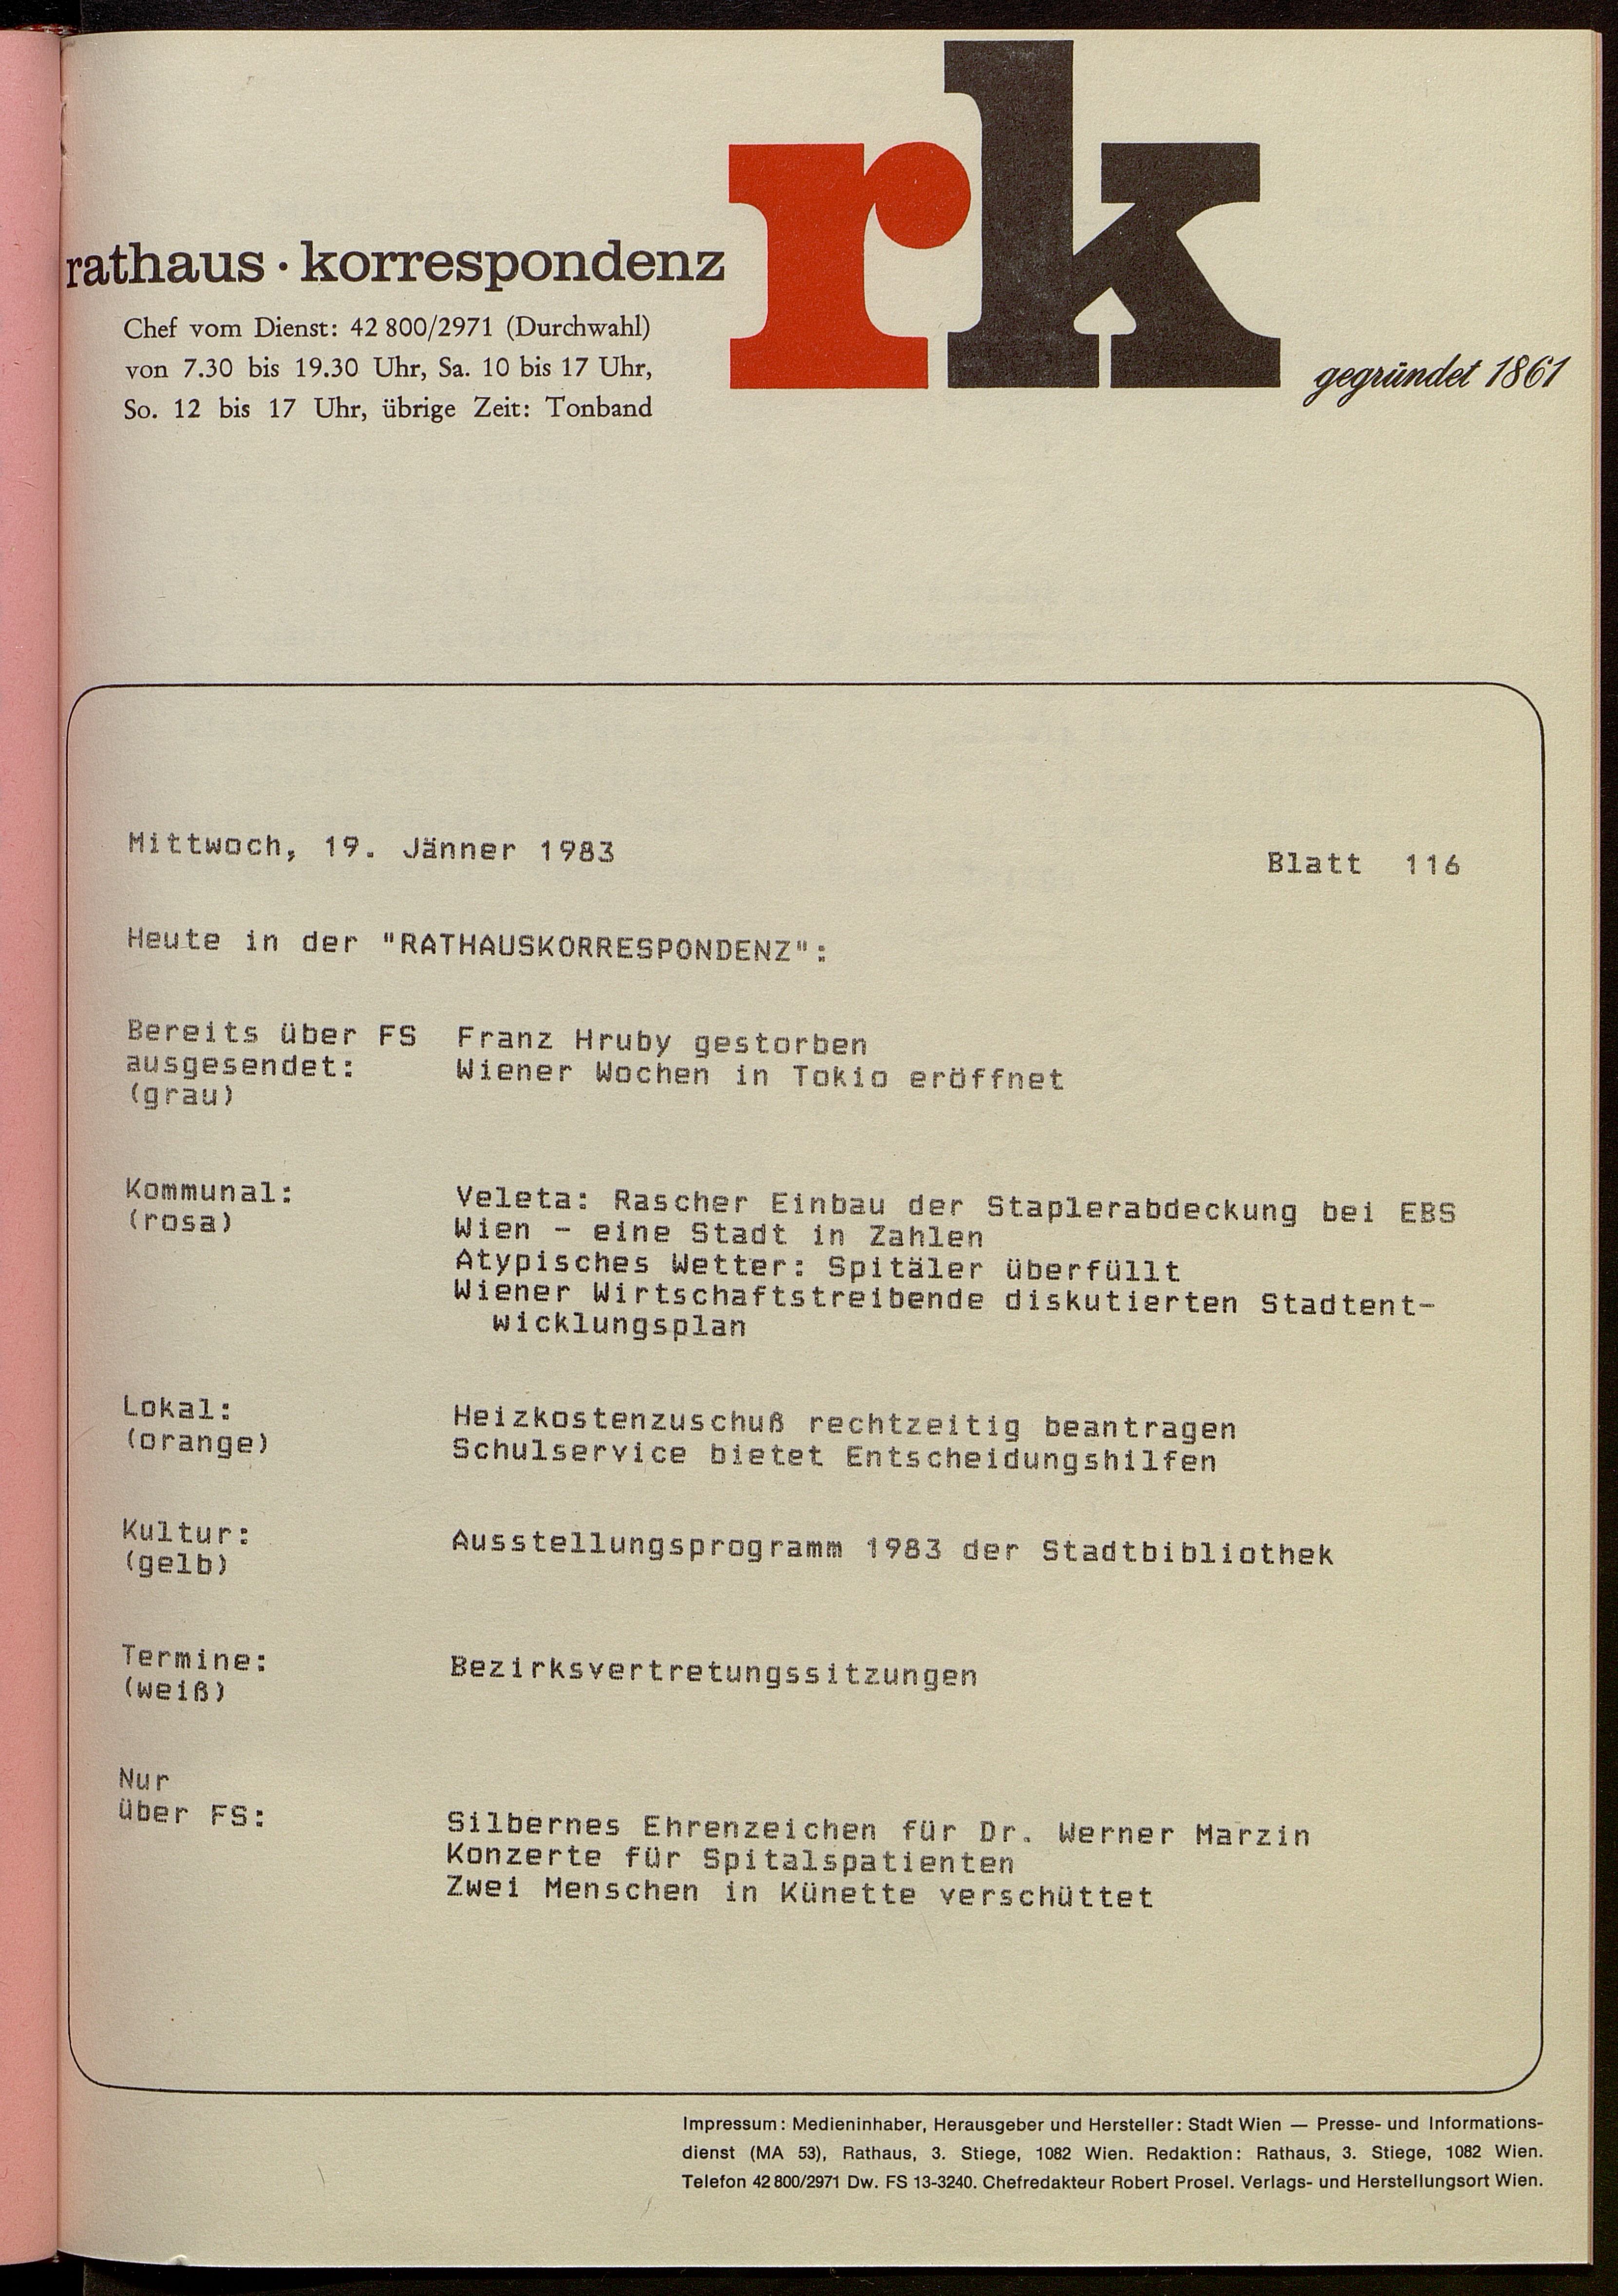 rk
rathaus · korrespondenz
Chef vom Dienst: 42 800/2971 (Durchwahl)
von 7.30 bis 19.30 Uhr, Sa. 10 bis 17 Uhr,
So. 12 bis 17 Uhr, übrige Zeit: Tonband
gegründet 1861
Mittwoch, 19. Jänner 1983
Blatt 116
Heute in der "RATHAUSKORRESPONDENZ":
Bereits über FS
ausgesendet:
(grau)
Franz Hruby gestorben
Wiener Wochen in Tokio eröffnet
Kommunal:
(rosa)
Veleta: Rascher Einbau der Staplerabdeckung bei EBS
Wien - eine Stadt in Zahlen
Atypisches Wetter: Spitäler überfüllt
Wiener Wirtschaftstreibende diskutierten Stadtent-
wicklungsplan
Lokal:
(orange)
Heizkostenzuschuß rechtzeitig beantragen
Schulservice bietet Entscheidungshilfen
Kultur:
(gelb)
Ausstellungsprogramm 1983 der Stadtbibliothek
Termine:
(weiß)
Bezirksvertretungssitzungen
Nur
über FS:
Silbernes Ehrenzeichen für Dr. Werner Marzin
Konzerte für Spitalspatienten
Zwei Menschen in Künette verschüttet
Impressum: Medieninhaber, Herausgeber und Hersteller: Stadt Wien — Presse- und Informations-
dienst (MA 53), Rathaus, 3. Stiege, 1082 Wien. Redaktion: Rathaus, 3. Stiege, 1082 Wien.
Telefon 42 800/2971 Dw. FS 13-3240. Chefredakteur Robert Prosel. Verlags- und Herstellungsort Wien.